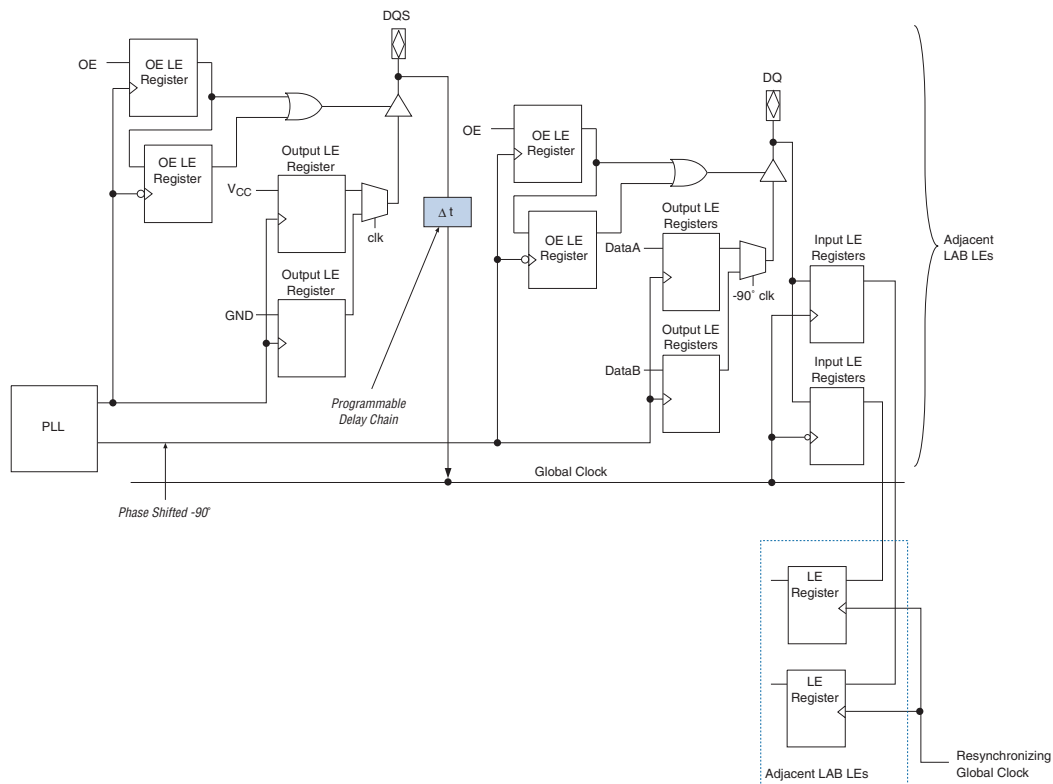 DQS
OE
OE LE
Register
OE LE
Register
Output LE
Register
VCC
clk
Output LE
Register
GND
Δ t
Programmable
Delay Chain
PLL
Phase Shifted -90°
DQ
OE
OE LE
Register
OE LE
Register
Output LE
Registers
DataA
-90° clk
Output LE
Registers
DataB
Input LE
Registers
Input LE
Registers
Adjacent
LAB LEs
Global Clock
LE
Register
LE
Register
Adjacent LAB LEs
Resynchronizing
Global Clock